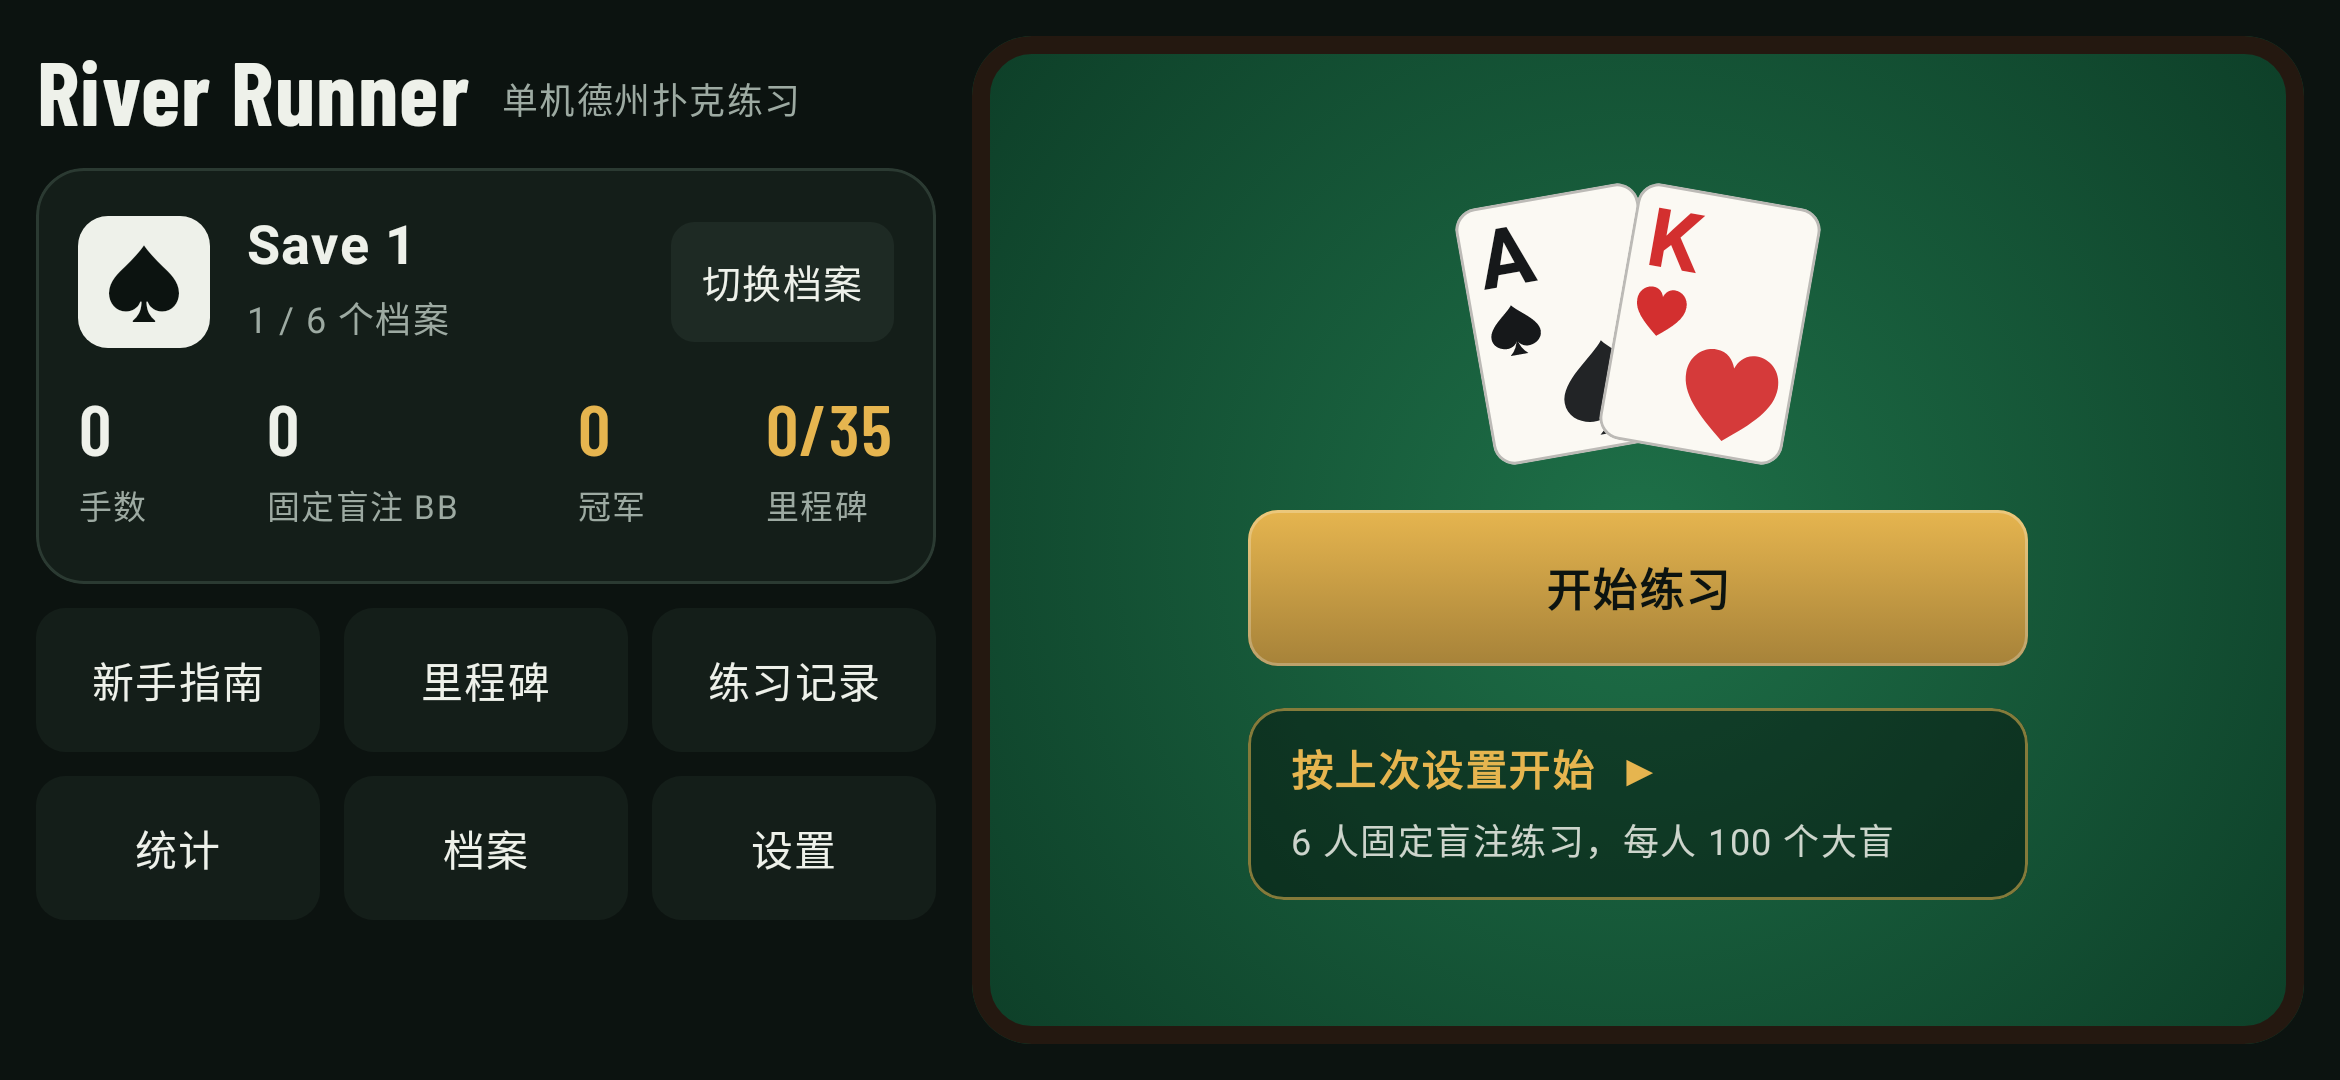 River Runner 单机德州扑克练习
Save 1
1 / 6 个档案
切换档案
0 0 0 0/35
手数 固定盲注 BB 冠军 里程碑
新手指南 里程碑 练习记录
统计 档案 设置
A K
开始练习
按上次设置开始 ▶
6 人固定盲注练习，每人 100 个大盲